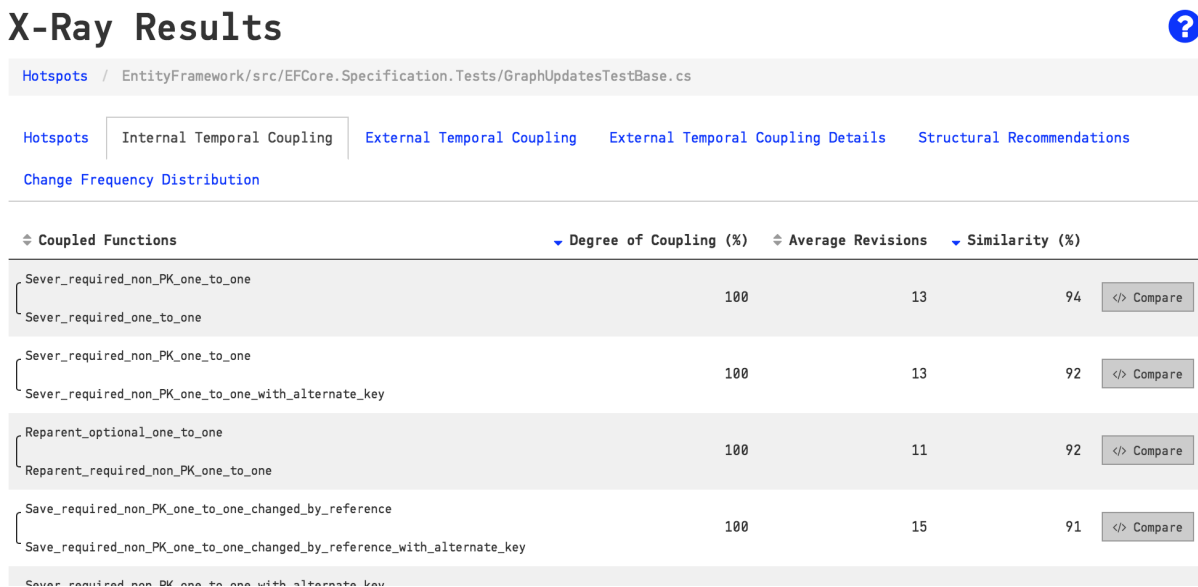 X-Ray Results
?
Hotspots / EntityFramework/src/EFCore.Specification.Tests/GraphUpdatesTestBase.cs
Hotspots Internal Temporal Coupling External Temporal Coupling External Temporal Coupling Details Structural Recommendations
Change Frequency Distribution
Coupled Functions Degree of Coupling (%) Average Revisions Similarity (%)
Sever_required_non_PK_one_to_one
100 13 94 </> Compare
Sever_required_one_to_one
Sever_required_non_PK_one_to_one
100 13 92 </> Compare
Sever_required_non_PK_one_to_one_with_alternate_key
Reparent_optional_one_to_one
100 11 92 </> Compare
Reparent_required_non_PK_one_to_one
Save_required_non_PK_one_to_one_changed_by_reference
100 15 91 </> Compare
Save_required_non_PK_one_to_one_changed_by_reference_with_alternate_key
Sever_required_non_PK_one_to_one_with_alternate_key